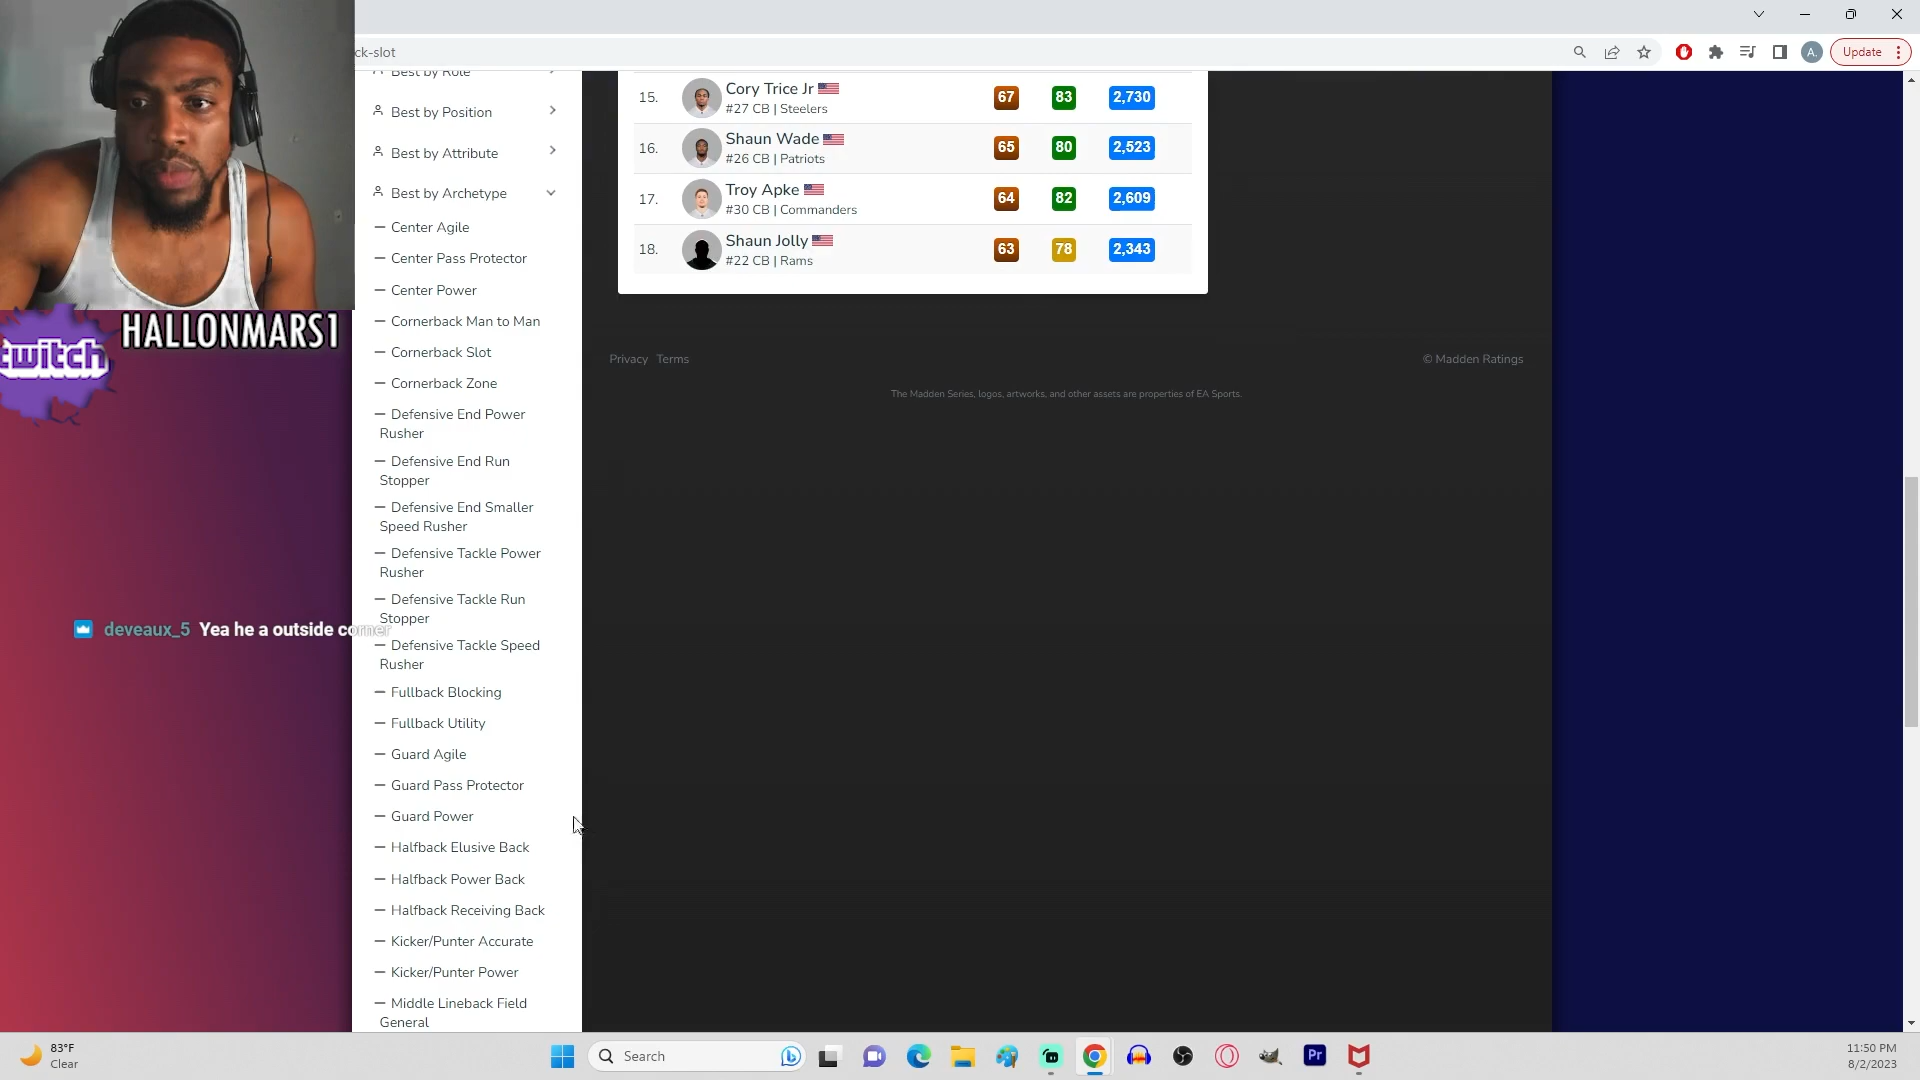 ck-slot
Update
Best by Role
Best by Position
Best by Attribute
Best by Archetype
Center Agile
Center Pass Protector
Center Power
Cornerback Man to Man
Cornerback Slot
Cornerback Zone
Defensive End Power
Rusher
Defensive End Run
Stopper
Defensive End Smaller
Speed Rusher
Defensive Tackle Power
Rusher
Defensive Tackle Run
Stopper
Defensive Tackle Speed
Rusher
Fullback Blocking
Fullback Utility
Guard Agile
Guard Pass Protector
Guard Power
Halfback Elusive Back
Halfback Power Back
Halfback Receiving Back
Kicker/Punter Accurate
Kicker/Punter Power
Middle Lineback Field
General
15. Cory Trice Jr 67 83 2,730
#27 CB | Steelers
16. Shaun Wade 65 80 2,523
#26 CB | Patriots
17. Troy Apke 64 82 2,609
#30 CB | Commanders
18. Shaun Jolly 63 78 2,343
#22 CB | Rams
Privacy Terms © Madden Ratings
The Madden Series, logos, artworks, and other assets are properties of EA Sports.
twitch HALLONMARS1
deveaux_5 Yea he a outside corner
83°F
Clear
Search
Pr
11:50 PM
8/2/2023
A.